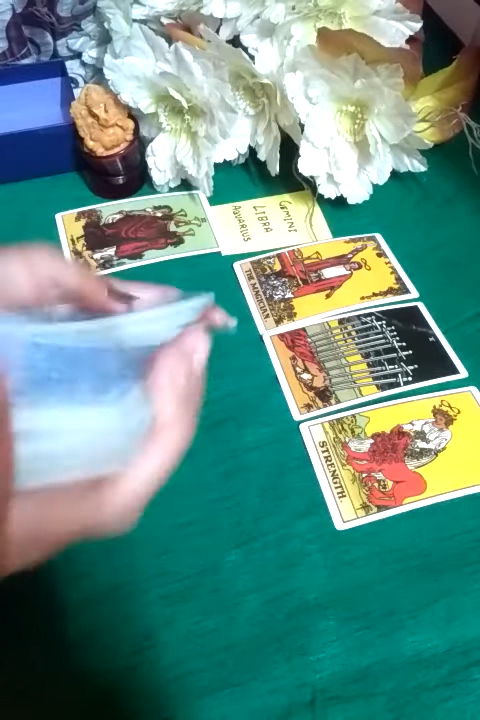 GEMINI
LIBRA
AQUARIUS
THE MAGICIAN.
X
STRENGTH.